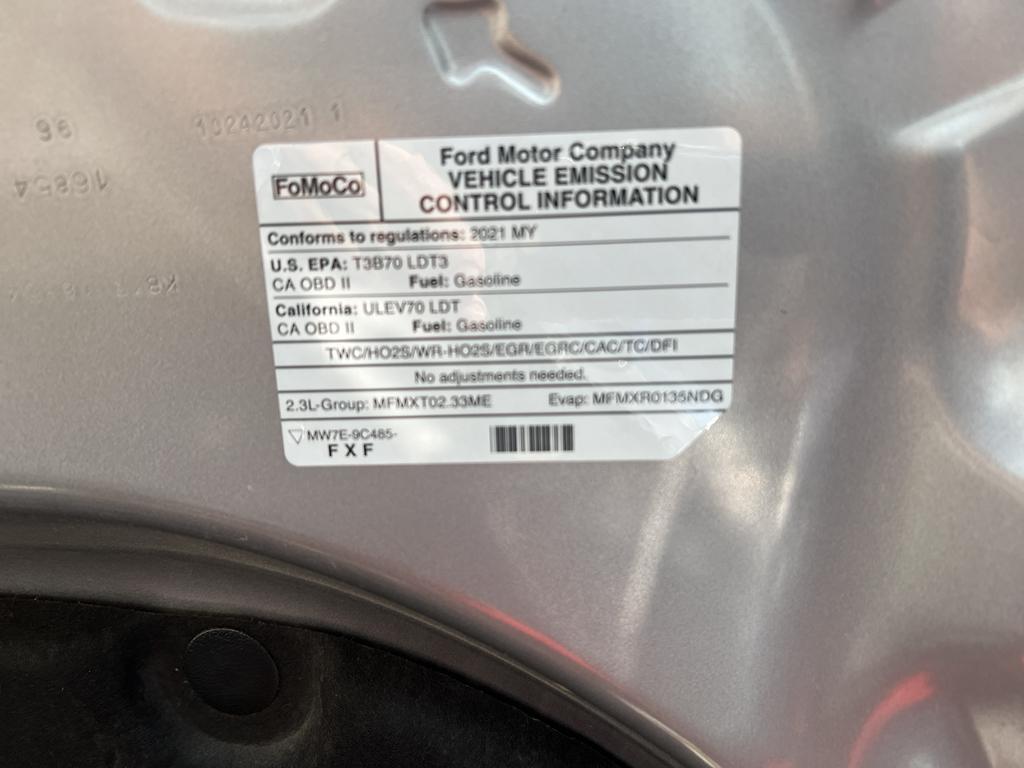 96
10242021 1
16854
FoMoCo
Ford Motor Company
VEHICLE EMISSION
CONTROL INFORMATION
Conforms to regulations: 2021 MY
U.S. EPA: T3B70 LDT3
CA OBD II Fuel: Gasoline
California: ULEV70 LDT
CA OBD II Fuel: Gasoline
TWC/HO2S/WR-HO2S/EGR/EGRC/CAC/TC/DFI
No adjustments needed.
2.3L-Group: MFMXT02.33ME Evap: MFMXR0135NDG
MW7E-9C485-
F X F